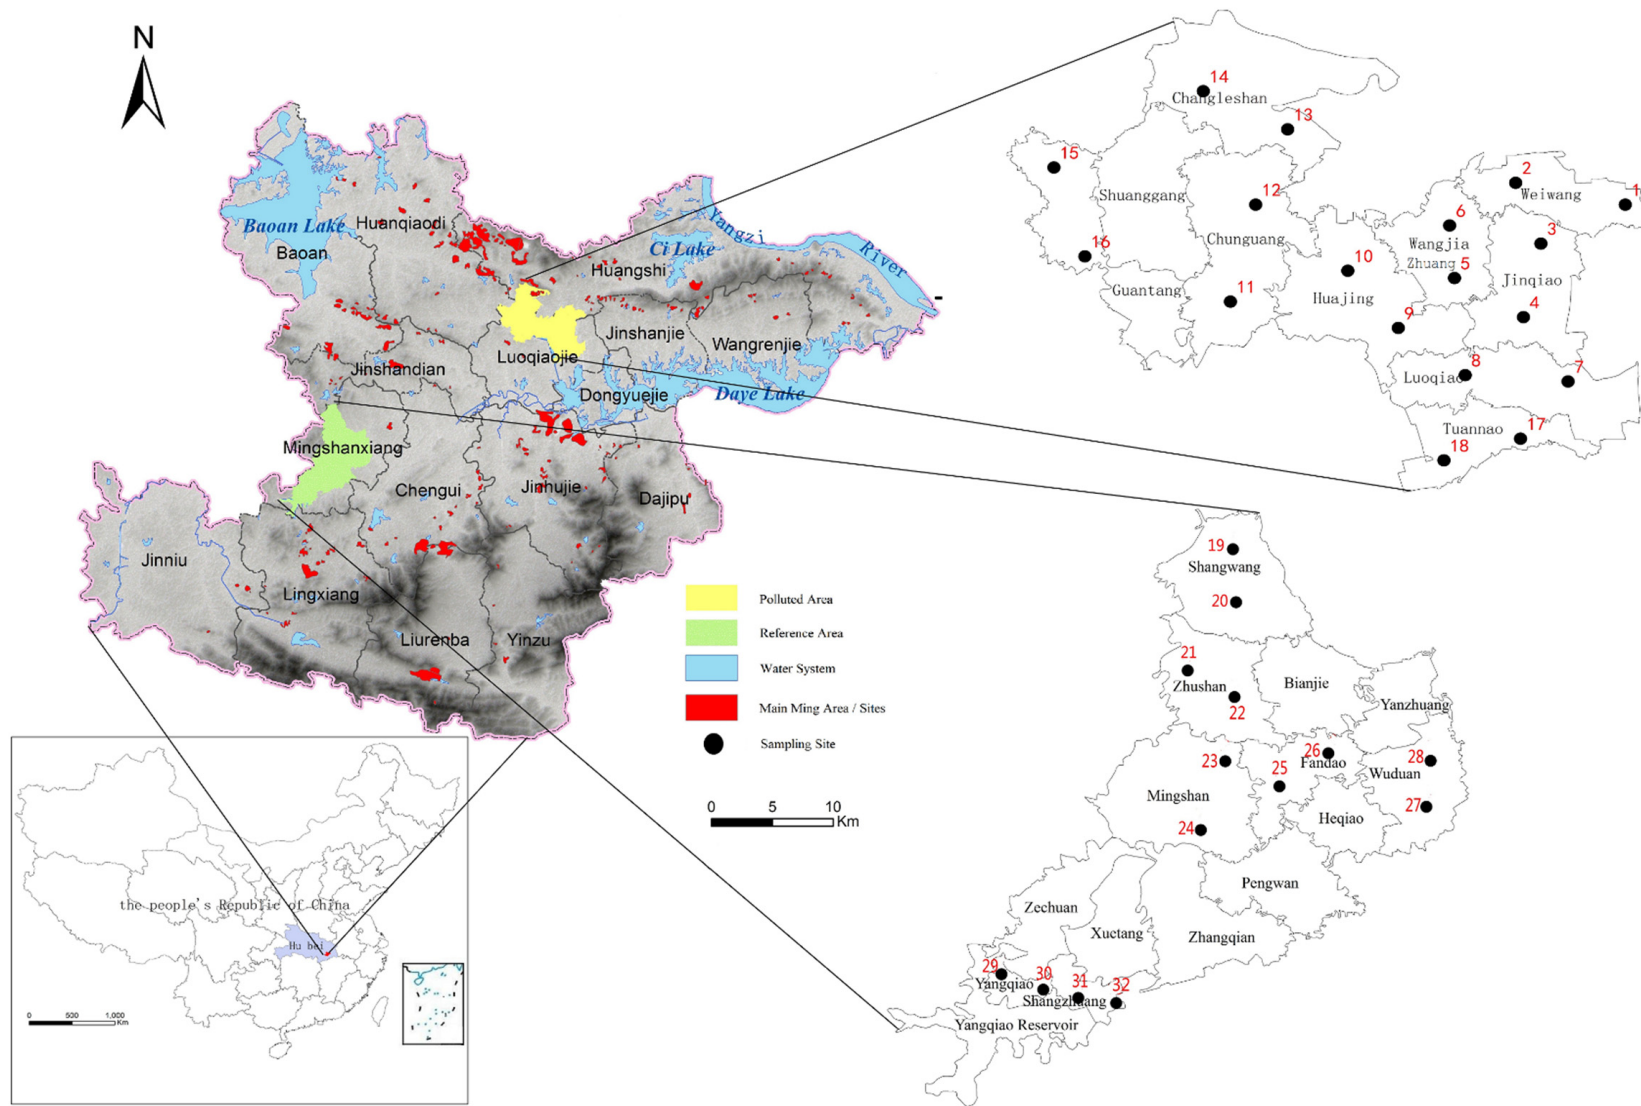 N
Baoan Lake
Baoan
Huanqiaodi
Ci Lake
Yangzi
River
Huangshi
Jinshanjie
Wangrenjie
Luoqiaojie
Jinshandian
Dongyuejie
Daye Lake
Mingshanxiang
Chengui
Jinhujie
Dajipu
Jinniu
Lingxiang
Liurenba
Yinzu
Polluted Area
Reference Area
Water System
Main Ming Area / Sites
Sampling Site
0 5 10
Km
the people's Republic of China
Hu bei
0 500 1,000
Km
14
Changleshan
13
15
Shuanggang
12
2
Weiwang
1
6
Wangjia
Zhuang
5
3
16
Chunguang
10
Jinqiao
Guantang
11
Huajing
9
4
8
Luoqiao
7
Tuannao
17
18
19
Shangwang
20
21
Zhushan
22
Bianjie
Yanzhuang
23
26
Fandao
25
28
Wuduan
27
Mingshan
24
Heqiao
Pengwan
Zechuan
Xuetang
Zhangqian
29
Yangqiao
30
31
32
Shangzhuang
Yangqiao Reservoir